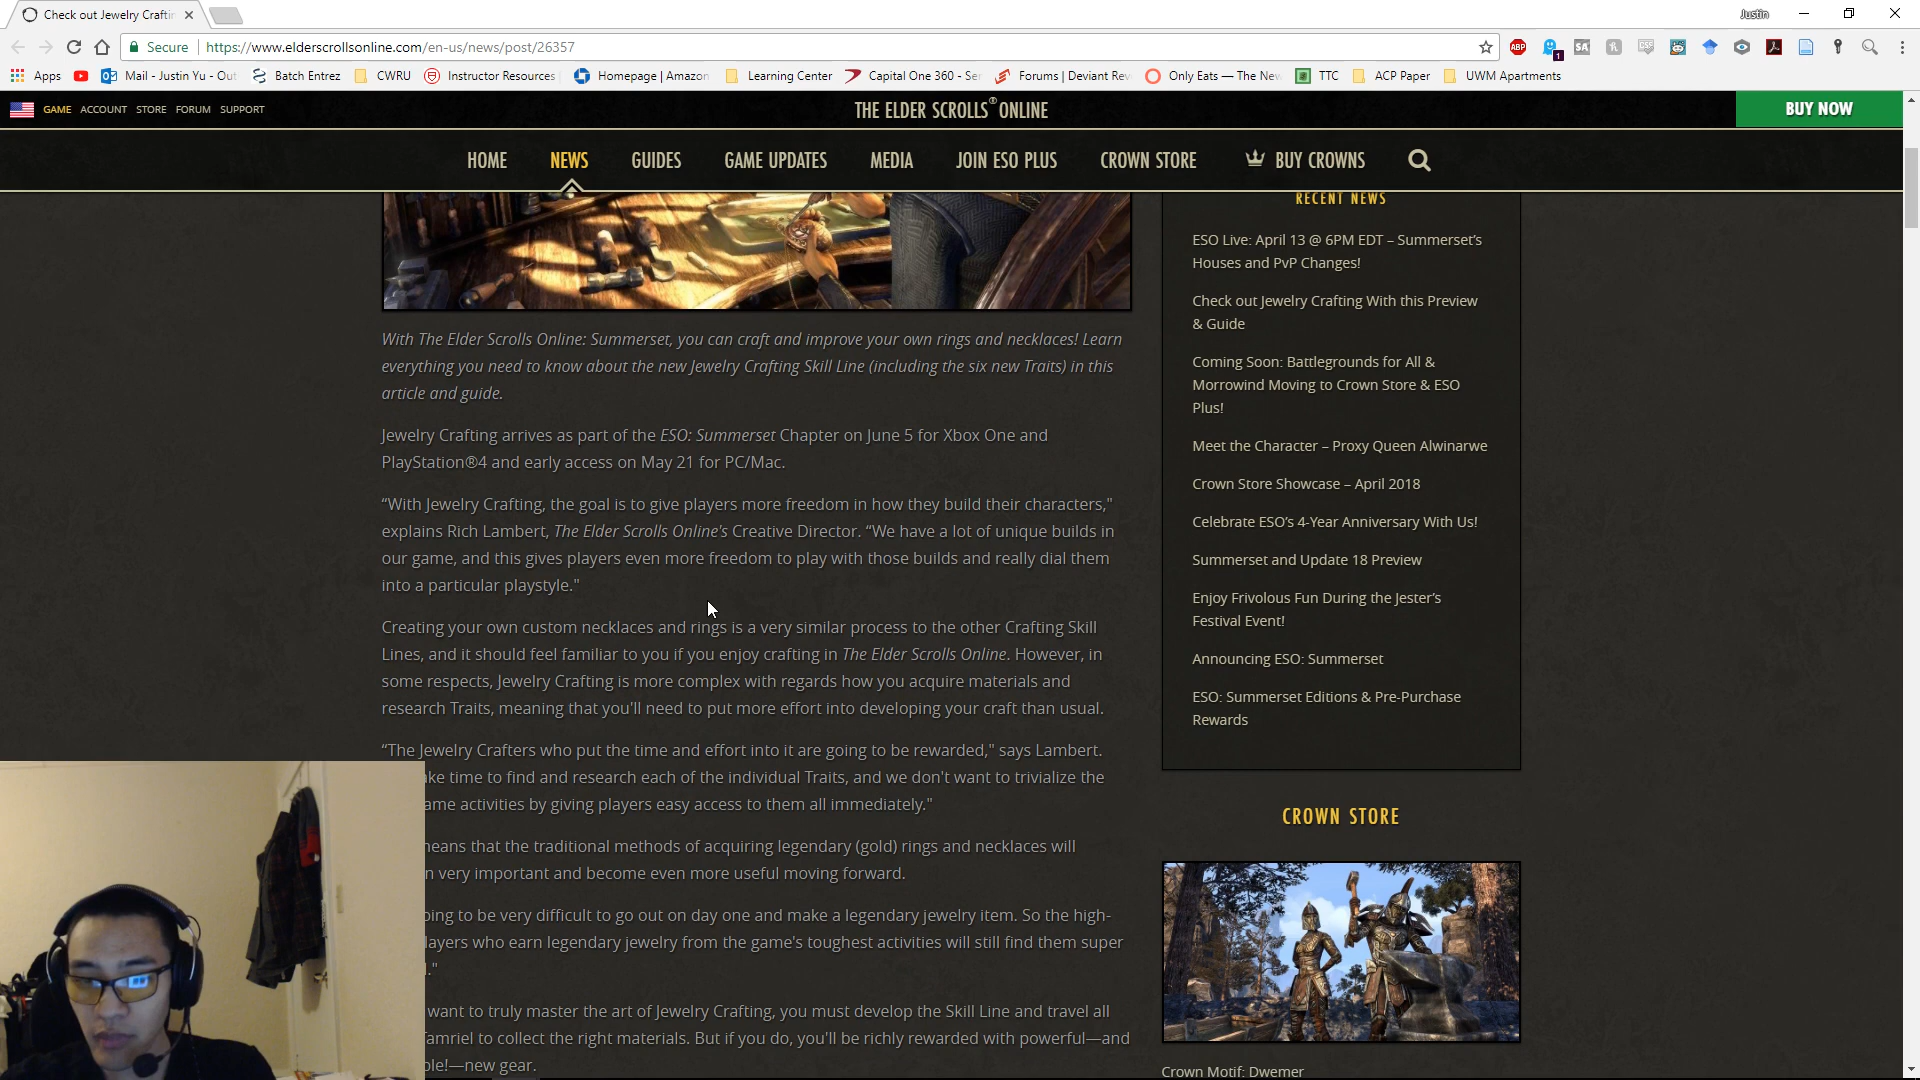 Check out Jewelry Craftin
Justin
Secure
https://www.elderscrollsonline.com/en-us/news/post/26357
ABP
1
SA
CSS
Apps
Mail - Justin Yu - Out
Batch Entrez
CWRU
Instructor Resources
Homepage | Amazon
Learning Center
Capital One 360 - Se
Forums | Deviant Rev
Only Eats — The New
TTC
ACP Paper
UWM Apartments
GAME ACCOUNT STORE FORUM SUPPORT
THE ELDER SCROLLS® ONLINE
BUY NOW
HOME NEWS GUIDES GAME UPDATES MEDIA JOIN ESO PLUS CROWN STORE BUY CROWNS
With The Elder Scrolls Online: Summerset, you can craft and improve your own rings and necklaces! Learn
everything you need to know about the new Jewelry Crafting Skill Line (including the six new Traits) in this
article and guide.
Jewelry Crafting arrives as part of the ESO: Summerset Chapter on June 5 for Xbox One and
PlayStation®4 and early access on May 21 for PC/Mac.
“With Jewelry Crafting, the goal is to give players more freedom in how they build their characters,"
explains Rich Lambert, The Elder Scrolls Online's Creative Director. “We have a lot of unique builds in
our game, and this gives players even more freedom to play with those builds and really dial them
into a particular playstyle."
Creating your own custom necklaces and rings is a very similar process to the other Crafting Skill
Lines, and it should feel familiar to you if you enjoy crafting in The Elder Scrolls Online. However, in
some respects, Jewelry Crafting is more complex with regards how you acquire materials and
research Traits, meaning that you'll need to put more effort into developing your craft than usual.
“The Jewelry Crafters who put the time and effort into it are going to be rewarded," says Lambert.
ke time to find and research each of the individual Traits, and we don't want to trivialize the
ame activities by giving players easy access to them all immediately."
eans that the traditional methods of acquiring legendary (gold) rings and necklaces will
n very important and become even more useful moving forward.
oing to be very difficult to go out on day one and make a legendary jewelry item. So the high-
layers who earn legendary jewelry from the game's toughest activities will still find them super
."
want to truly master the art of Jewelry Crafting, you must develop the Skill Line and travel all
amriel to collect the right materials. But if you do, you'll be richly rewarded with powerful—and
ble!—new gear.
RECENT NEWS
ESO Live: April 13 @ 6PM EDT – Summerset’s
Houses and PvP Changes!
Check out Jewelry Crafting With this Preview
& Guide
Coming Soon: Battlegrounds for All &
Morrowind Moving to Crown Store & ESO
Plus!
Meet the Character – Proxy Queen Alwinarwe
Crown Store Showcase – April 2018
Celebrate ESO’s 4-Year Anniversary With Us!
Summerset and Update 18 Preview
Enjoy Frivolous Fun During the Jester’s
Festival Event!
Announcing ESO: Summerset
ESO: Summerset Editions & Pre-Purchase
Rewards
CROWN STORE
Crown Motif: Dwemer